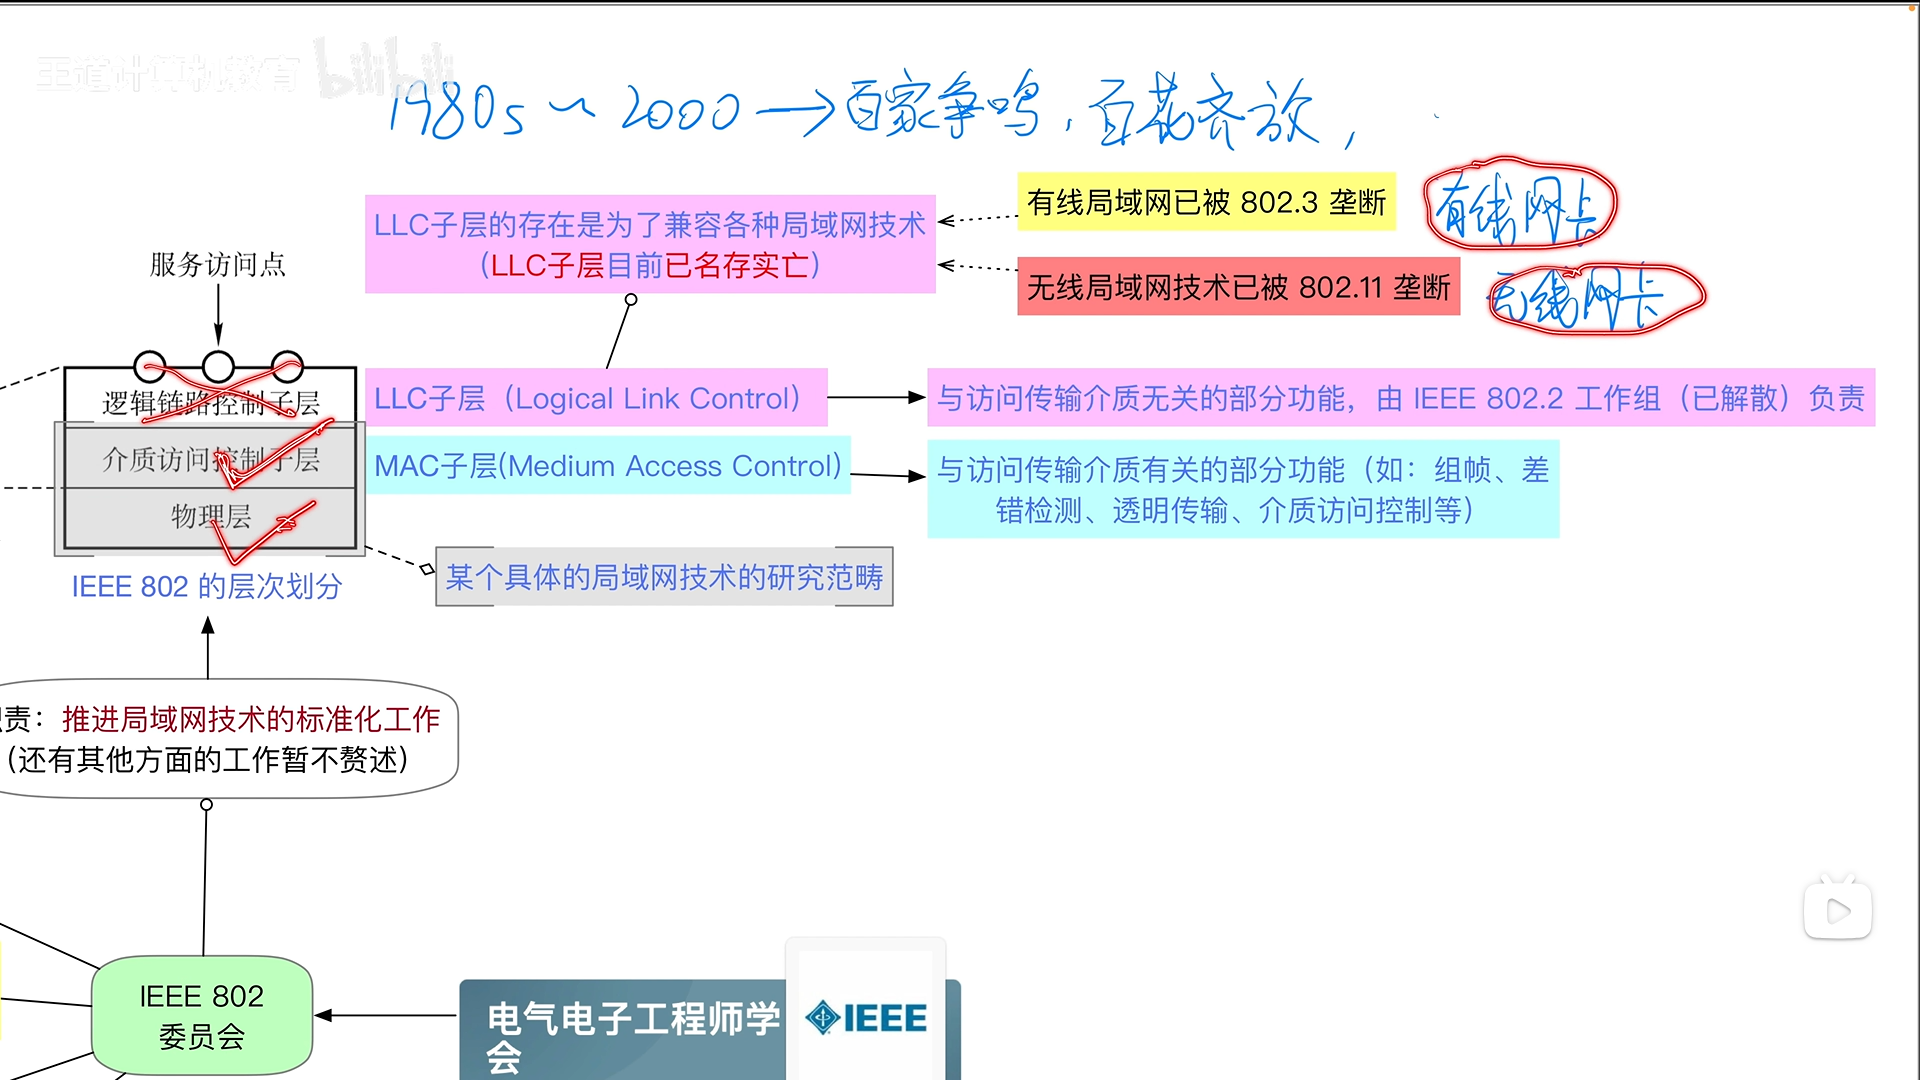 王道计算机教育 bilibili
1980s ~ 2000 → 百家争鸣, 百花齐放,
有线局域网已被 802.3 垄断
有线网卡
LLC子层的存在是为了兼容各种局域网技术
(LLC子层目前已名存实亡)
无线局域网技术已被 802.11 垄断
无线网卡
服务访问点
逻辑链路控制子层
LLC子层(Logical Link Control)
与访问传输介质无关的部分功能,由 IEEE 802.2 工作组(已解散)负责
介质访问控制子层
MAC子层(Medium Access Control)
与访问传输介质有关的部分功能(如:组帧、差
错检测、透明传输、介质访问控制等)
物理层
IEEE 802 的层次划分
某个具体的局域网技术的研究范畴
责:推进局域网技术的标准化工作
(还有其他方面的工作暂不赘述)
IEEE 802
委员会
电气电子工程师学
会
IEEE